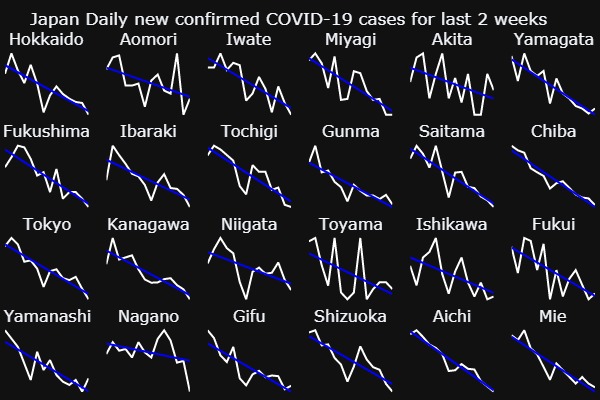 Japan Daily new confirmed COVID-19 cases for last 2 weeks
Hokkaido Aomori Iwate Miyagi Akita Yamagata
Fukushima Ibaraki Tochigi Gunma Saitama Chiba
Tokyo Kanagawa Niigata Toyama Ishikawa Fukui
Yamanashi Nagano Gifu Shizuoka Aichi Mie